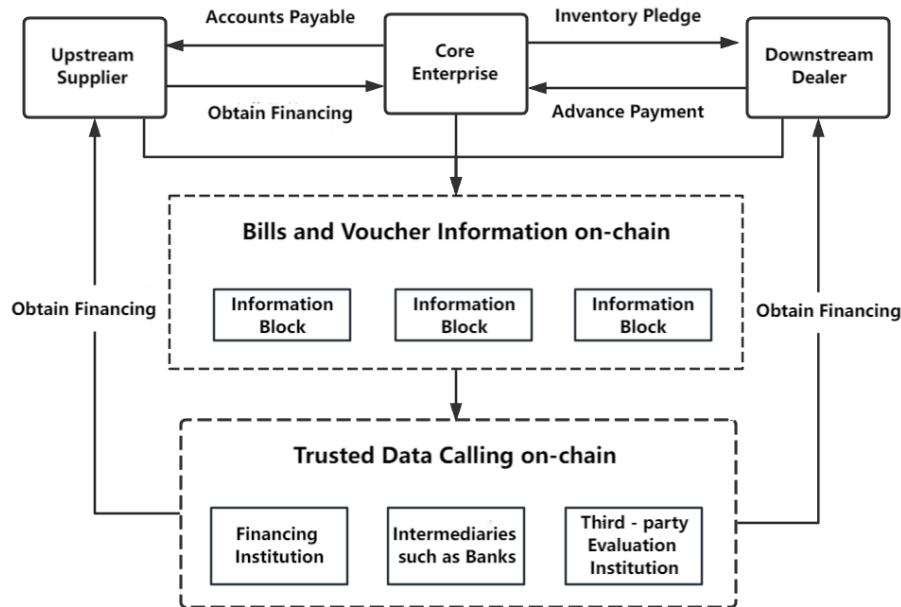 Accounts Payable
Inventory Pledge
Upstream
Supplier
Core
Enterprise
Downstream
Dealer
Obtain Financing
Advance Payment
Bills and Voucher Information on-chain
Information
Block
Information
Block
Information
Block
Obtain Financing
Obtain Financing
Trusted Data Calling on-chain
Financing
Institution
Intermediaries
such as Banks
Third - party
Evaluation
Institution